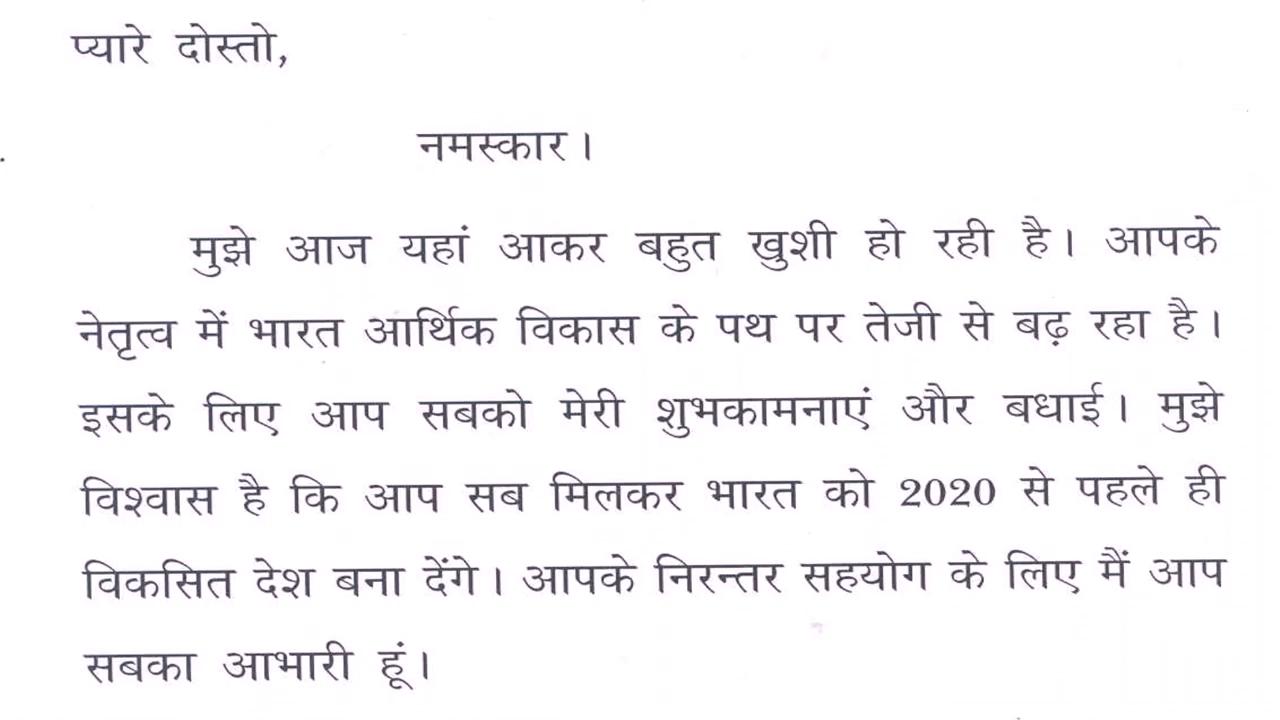 प्यारे दोस्तो,
नमस्कार।
मुझे आज यहां आकर बहुत खुशी हो रही है। आपके
नेतृत्व में भारत आर्थिक विकास के पथ पर तेजी से बढ़ रहा है।
इसके लिए आप सबको मेरी शुभकामनाएं और बधाई। मुझे
विश्वास है कि आप सब मिलकर भारत को 2020 से पहले ही
विकसित देश बना देंगे। आपके निरन्तर सहयोग के लिए मैं आप
सबका आभारी हूं।